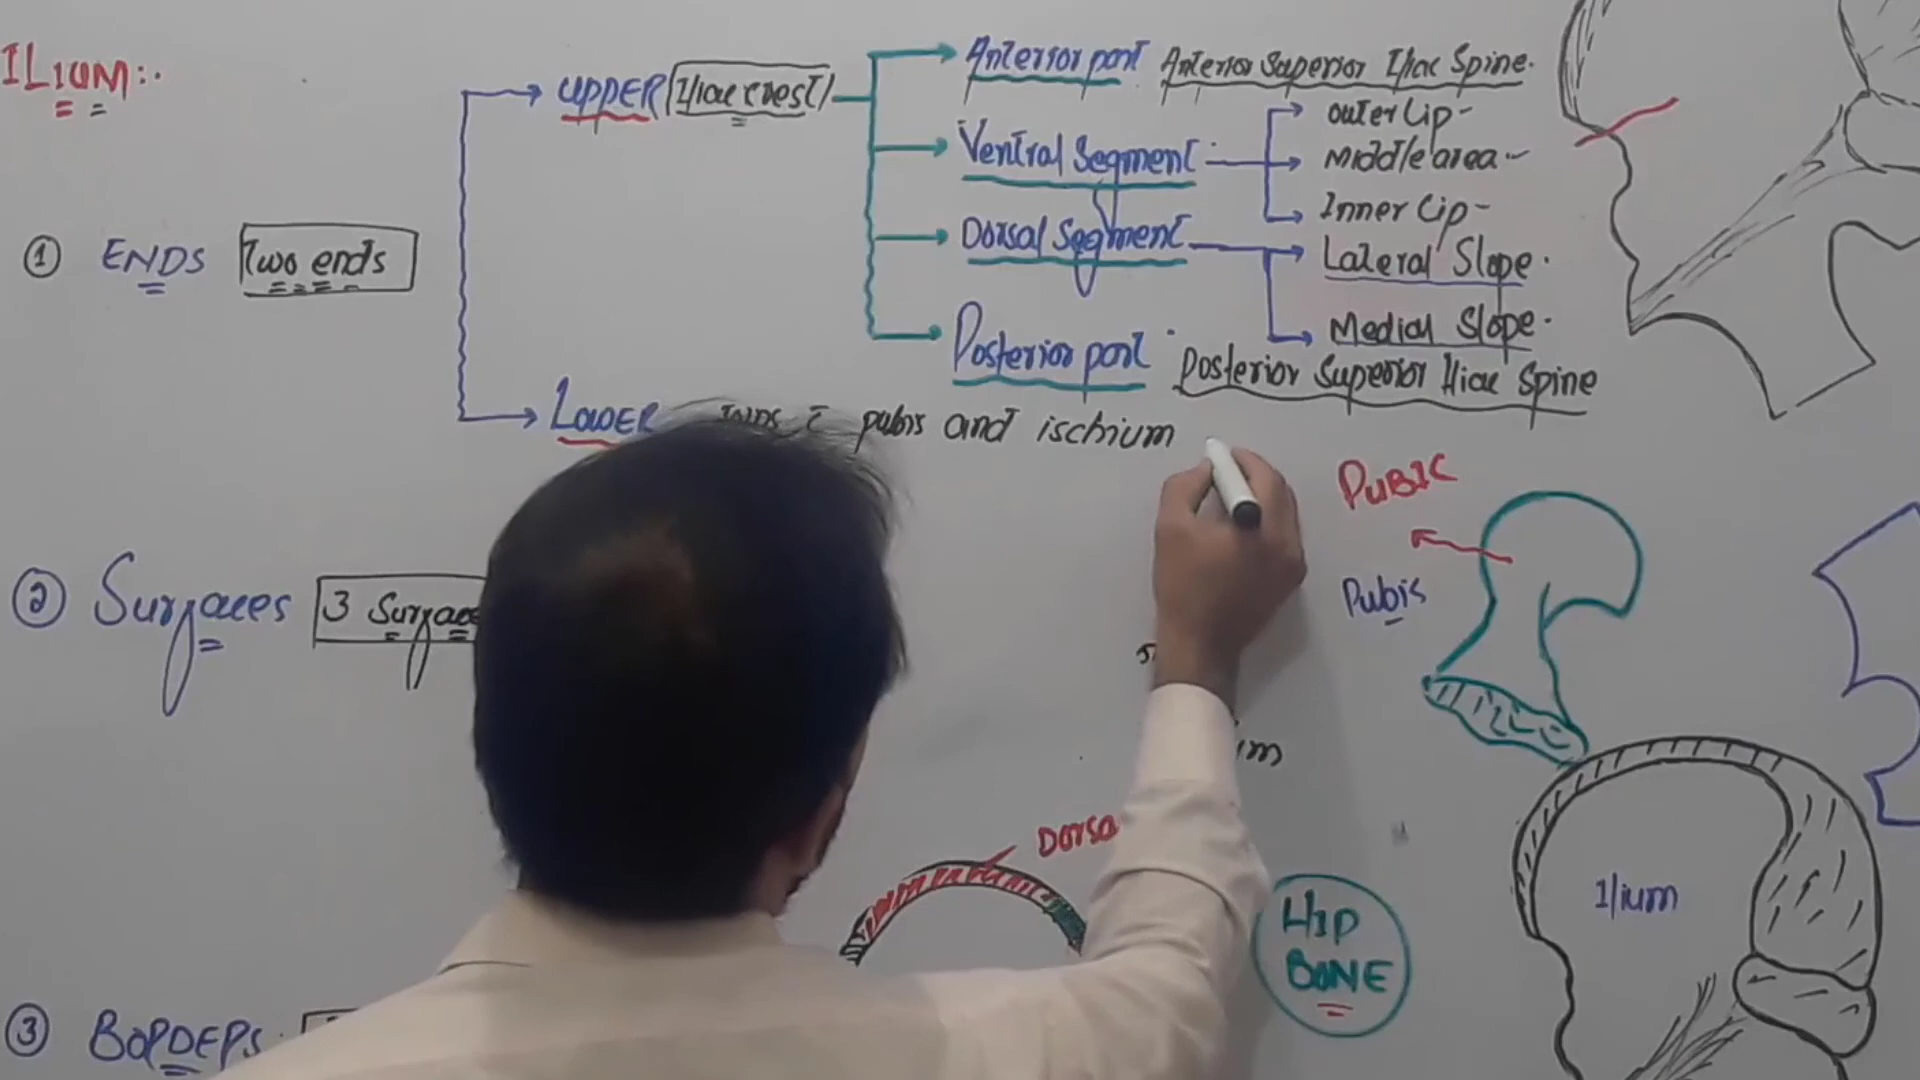 ILIUM:.
UPPER (Iliac crest)
Anterior part Anterior Superior Iliac Spine.
Ventral Segment
Outer Lip -
Middle area -
Inner Lip -
Dorsal Segment
Lateral Slope.
Medial Slope.
Posterior part. Posterior Superior Iliac Spine
① ENDS Two ends
LOWER Joins c̄ pubis and ischium
PUBIC
Pubis
② Surfaces 3 Surface
Dorsa
HIP
BONE
Ilium
③ BORDERS